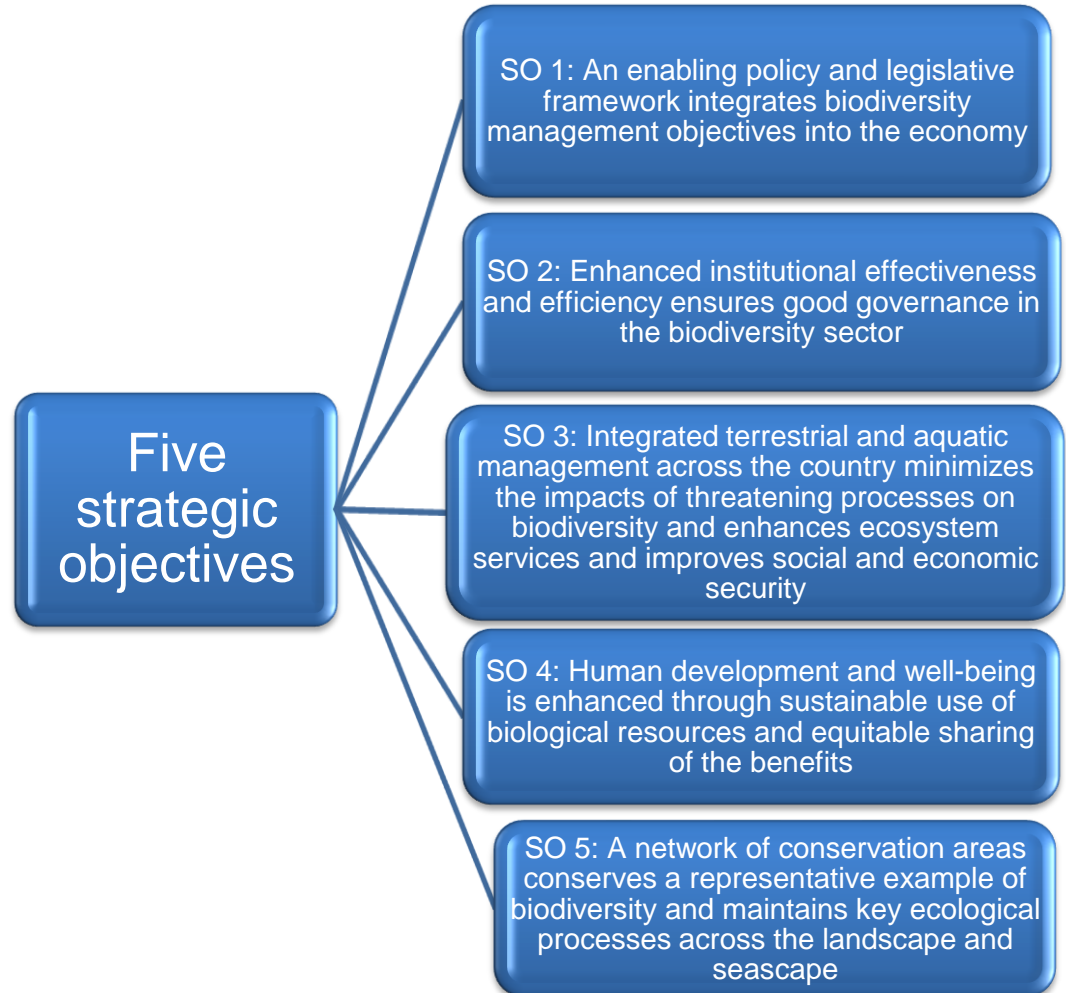 SO 1: An enabling policy and legislative
framework integrates biodiversity
management objectives into the economy
SO 2: Enhanced institutional effectiveness
and efficiency ensures good governance in
the biodiversity sector
Five
strategic
objectives
SO 3: Integrated terrestrial and aquatic
management across the country minimizes
the impacts of threatening processes on
biodiversity and enhances ecosystem
services and improves social and economic
security
SO 4: Human development and well-being
is enhanced through sustainable use of
biological resources and equitable sharing
of the benefits
SO 5: A network of conservation areas
conserves a representative example of
biodiversity and maintains key ecological
processes across the landscape and
seascape